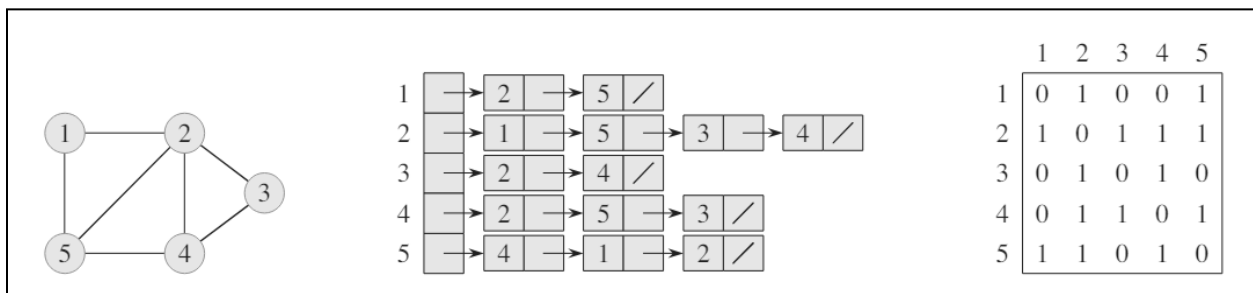 1 2 3 4 5
1 2 5 / 1 0 1 0 0 1
1 2 2 1 5 3 4 / 2 1 0 1 1 1
3 3 2 4 / 3 0 1 0 1 0
5 4 4 2 5 3 / 4 0 1 1 0 1
5 4 1 2 / 5 1 1 0 1 0